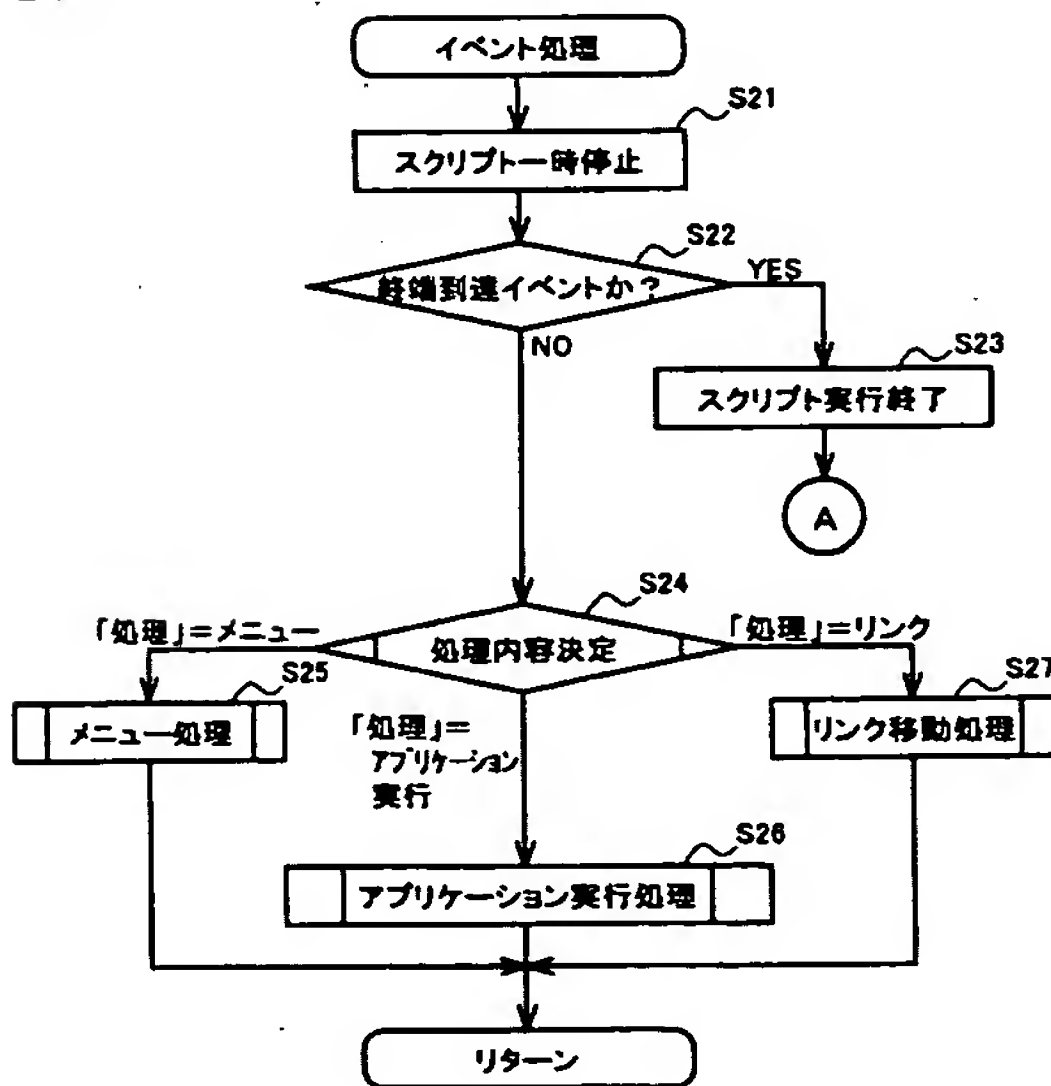 イベント処理
S21
スクリプト一時停止
S22
終端到達イベントか？
YES
NO
S23
スクリプト実行終了
A
S24
「処理」＝メニュー
処理内容決定
「処理」＝リンク
S25
メニュー処理
「処理」＝
アプリケーション
実行
S27
リンク移動処理
S26
アプリケーション実行処理
リターン